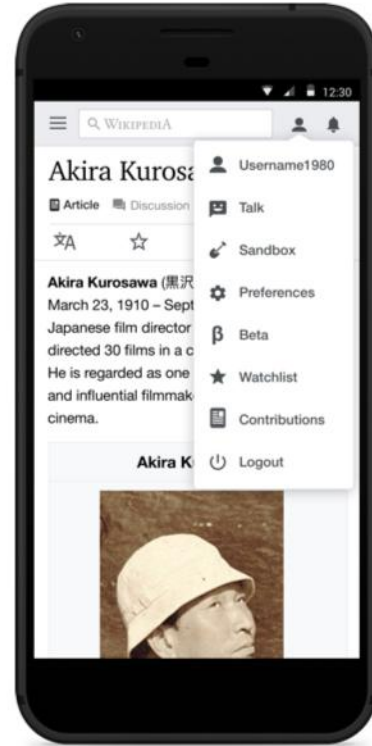 12:30
WIKIPEDIA
Akira Kurosa
Article Discussion
Akira Kurosawa (黒沢
March 23, 1910 – Sept
Japanese film director
directed 30 films in a c
He is regarded as one
and influential filmmak
cinema.
Akira K
Username1980
Talk
Sandbox
Preferences
β Beta
Watchlist
Contributions
Logout